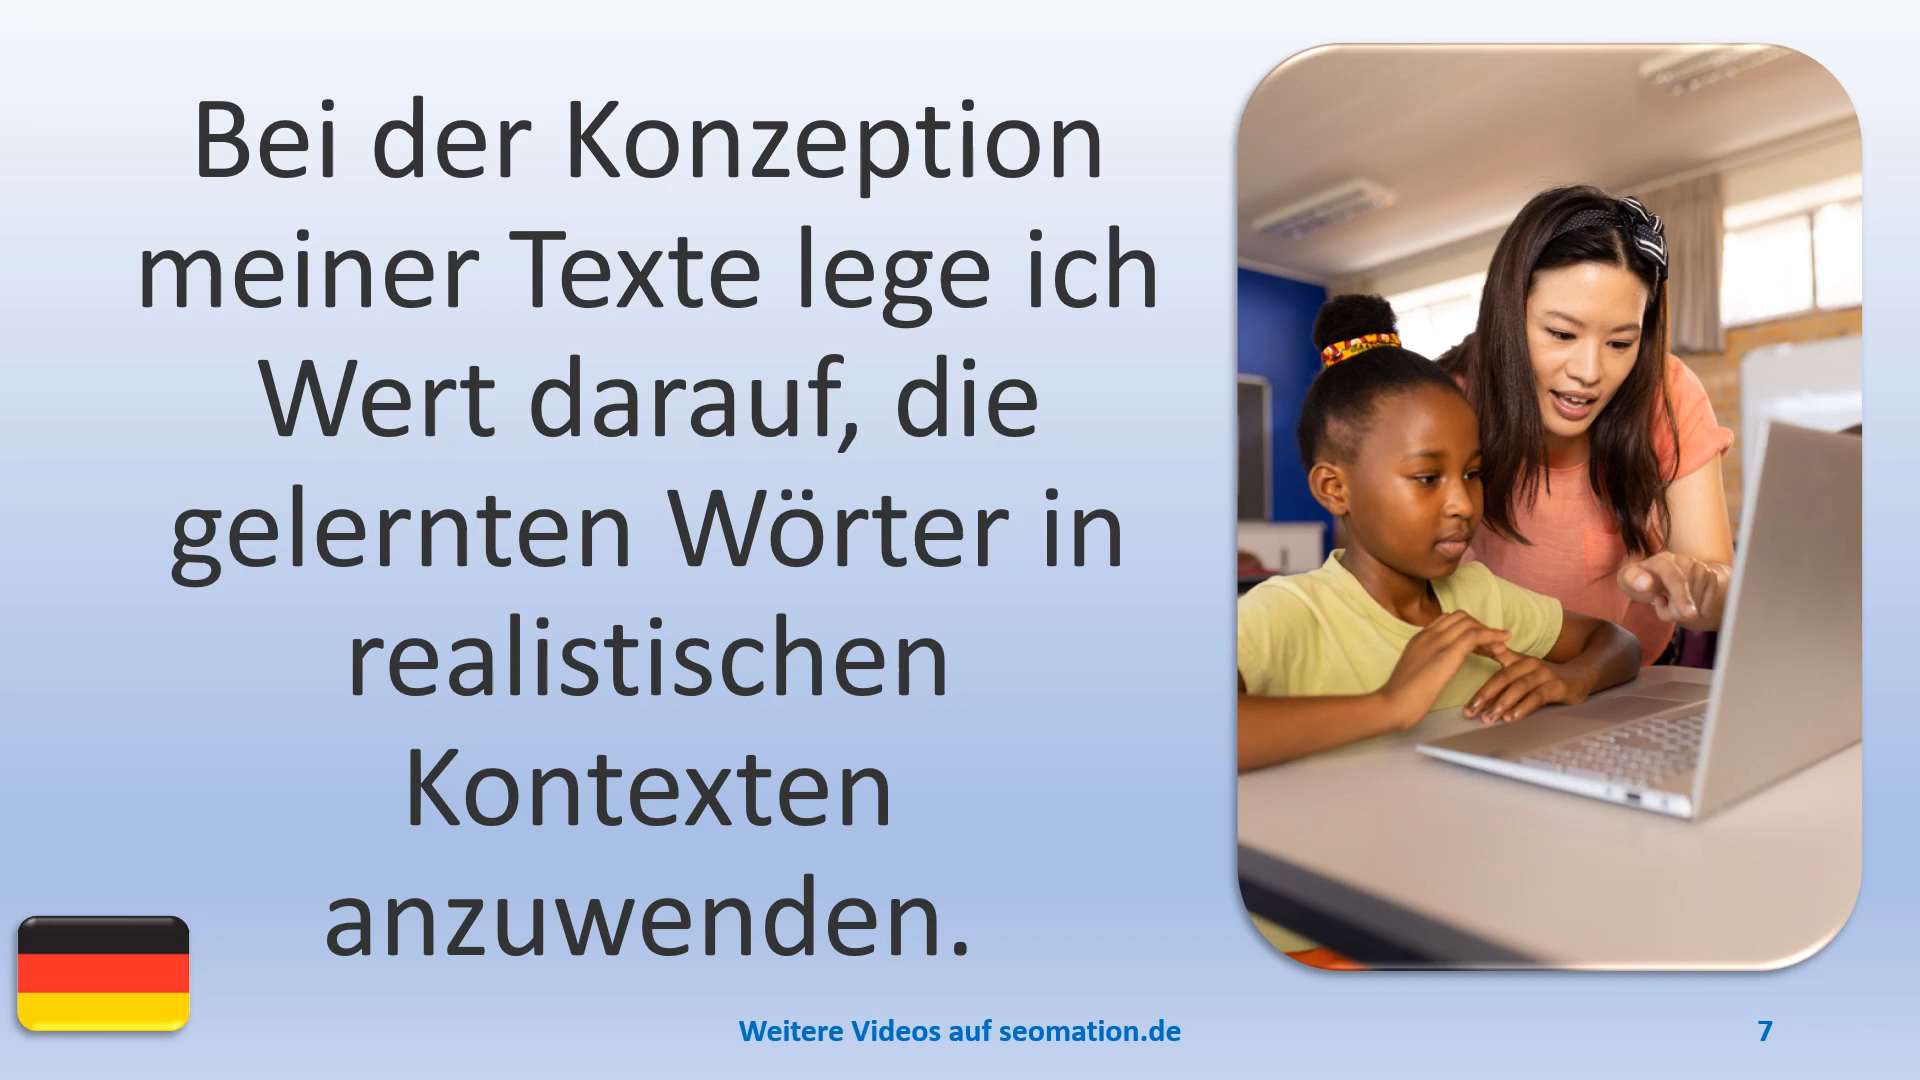 Bei der Konzeption
meiner Texte lege ich
Wert darauf, die
gelernten Wörter in
realistischen
Kontexten
anzuwenden.
Weitere Videos auf seomation.de
7